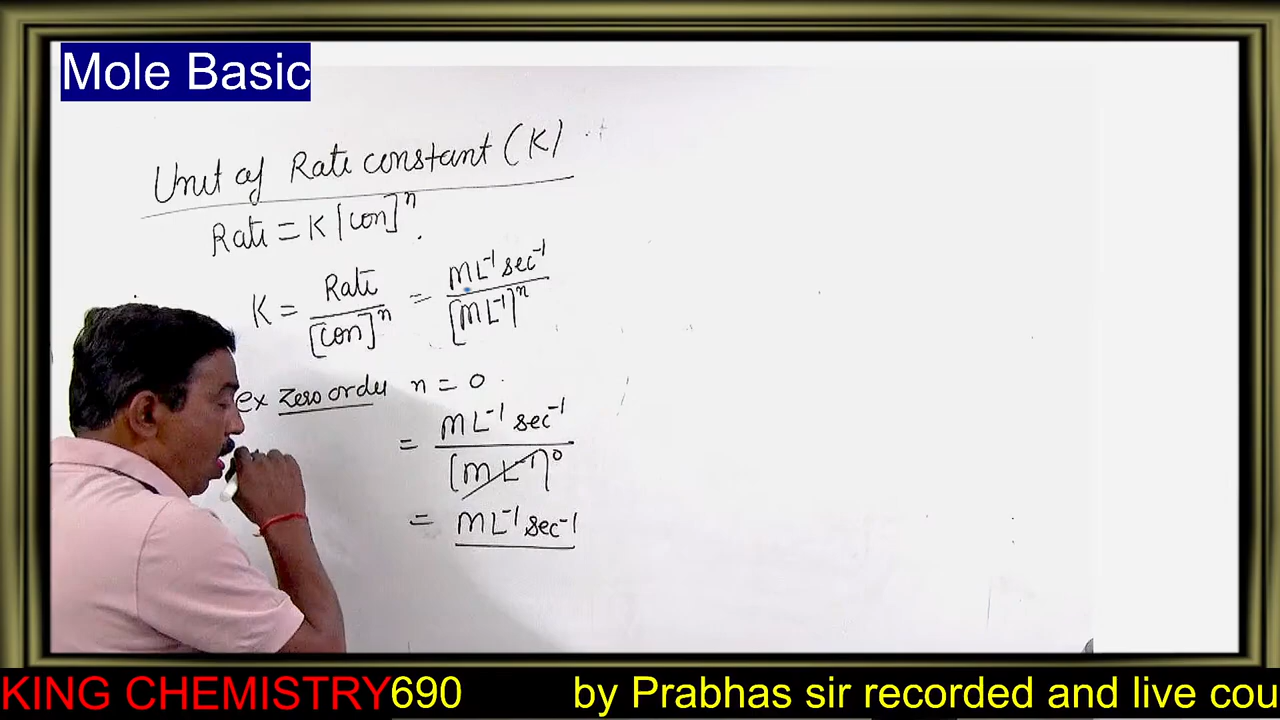 Mole Basic
Unit of Rate constant (K)
Rate = K [con]ⁿ
K = Rate / [con]ⁿ = ML⁻¹ sec⁻¹ / [ML⁻¹]ⁿ
ex Zero order n = 0
= ML⁻¹ sec⁻¹ / [ML⁻¹]⁰
= ML⁻¹ sec⁻¹
KING CHEMISTRY690 by Prabhas sir recorded and live cou